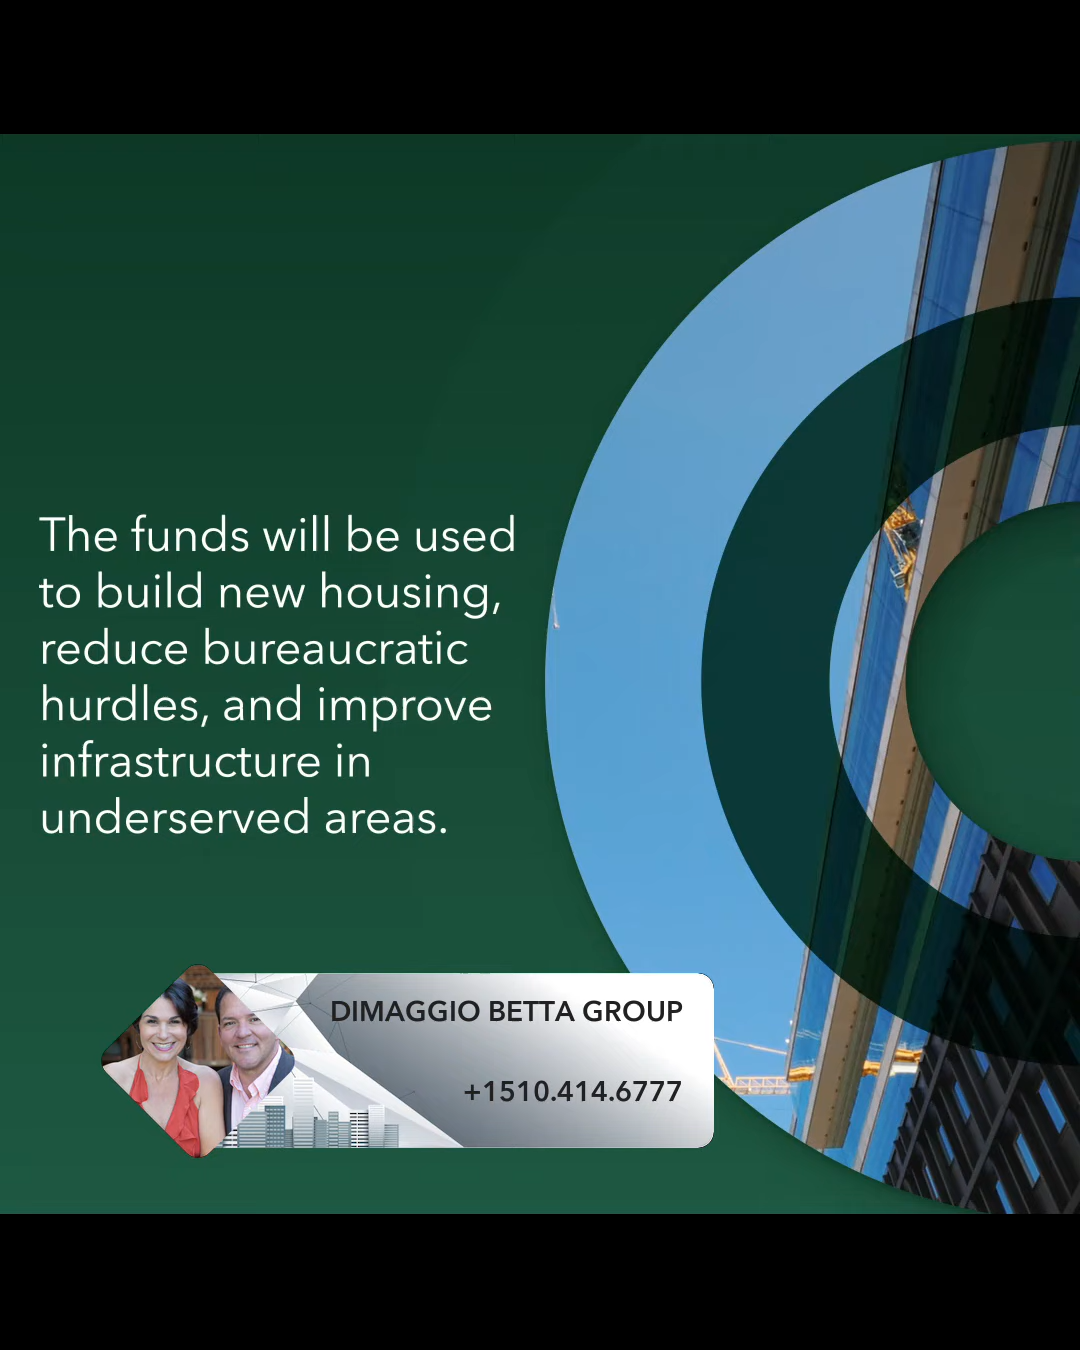 The funds will be used
to build new housing,
reduce bureaucratic
hurdles, and improve
infrastructure in
underserved areas.
DIMAGGIO BETTA GROUP
+1510.414.6777